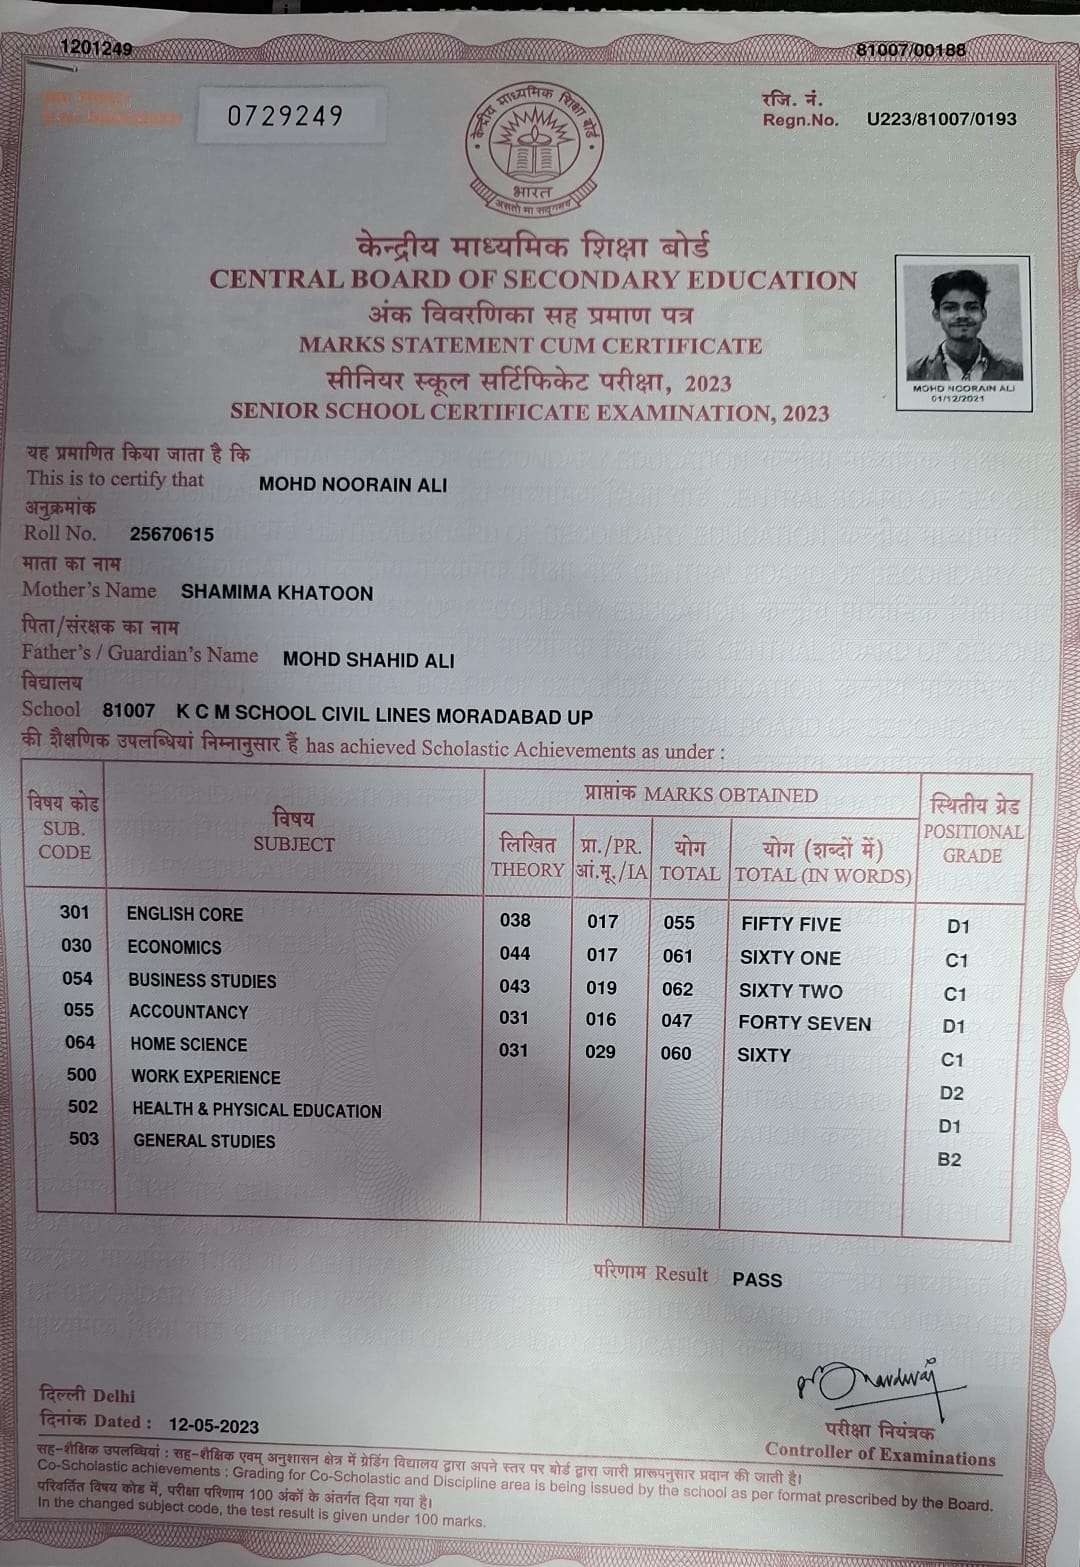 1201249
81007/00188
0729249
रजि. नं.
Regn.No. U223/81007/0193
केन्द्रीय माध्यमिक शिक्षा बोर्ड
भारत
असतो मा सद्गमय
केन्द्रीय माध्यमिक शिक्षा बोर्ड
CENTRAL BOARD OF SECONDARY EDUCATION
अंक विवरणिका सह प्रमाण पत्र
MARKS STATEMENT CUM CERTIFICATE
सीनियर स्कूल सर्टिफिकेट परीक्षा, 2023
SENIOR SCHOOL CERTIFICATE EXAMINATION, 2023
MOHD NOORAIN ALI
01/12/2021
यह प्रमाणित किया जाता है कि
This is to certify that MOHD NOORAIN ALI
अनुक्रमांक
Roll No. 25670615
माता का नाम
Mother's Name SHAMIMA KHATOON
पिता/संरक्षक का नाम
Father's / Guardian's Name MOHD SHAHID ALI
विद्यालय
School 81007 K C M SCHOOL CIVIL LINES MORADABAD UP
की शैक्षणिक उपलब्धियां निम्नानुसार हैं has achieved Scholastic Achievements as under :
विषय कोड
SUB.
CODE
विषय
SUBJECT
प्राप्तांक MARKS OBTAINED
लिखित
THEORY
प्रा./PR.
आं.मू./IA
योग
TOTAL
योग (शब्दों में)
TOTAL (IN WORDS)
स्थितीय ग्रेड
POSITIONAL
GRADE
301 ENGLISH CORE 038 017 055 FIFTY FIVE D1
030 ECONOMICS 044 017 061 SIXTY ONE C1
054 BUSINESS STUDIES 043 019 062 SIXTY TWO C1
055 ACCOUNTANCY 031 016 047 FORTY SEVEN D1
064 HOME SCIENCE 031 029 060 SIXTY C1
500 WORK EXPERIENCE D2
502 HEALTH & PHYSICAL EDUCATION D1
503 GENERAL STUDIES B2
परिणाम Result PASS
दिल्ली Delhi
दिनांक Dated : 12-05-2023
परीक्षा नियंत्रक
Controller of Examinations
सह-शैक्षिक उपलब्धियां : सह-शैक्षिक एवम् अनुशासन क्षेत्र में ग्रेडिंग विद्यालय द्वारा अपने स्तर पर बोर्ड द्वारा जारी प्रारूपनुसार प्रदान की जाती है।
Co-Scholastic achievements : Grading for Co-Scholastic and Discipline area is being issued by the school as per format prescribed by the Board.
परिवर्तित विषय कोड में, परीक्षा परिणाम 100 अंकों के अंतर्गत दिया गया है।
In the changed subject code, the test result is given under 100 marks.